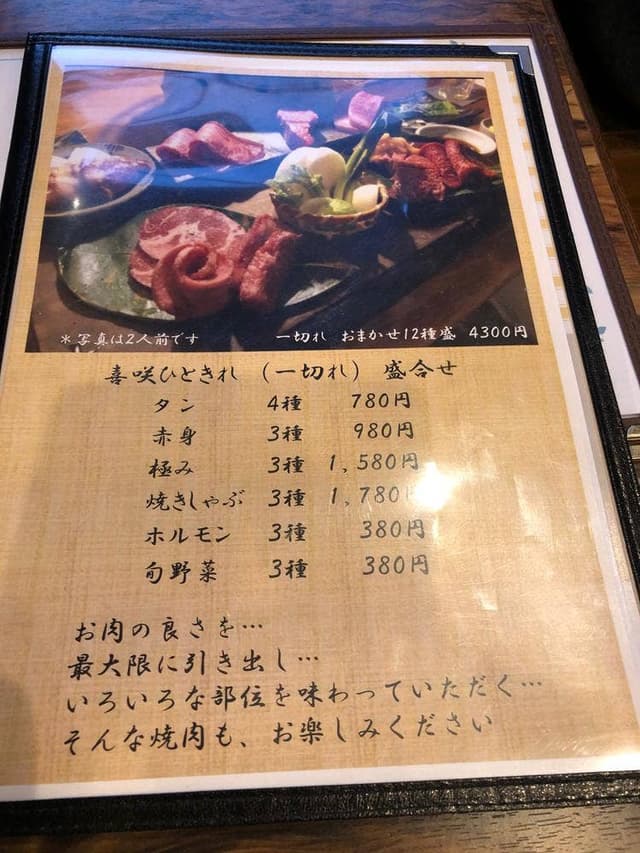 ＊写真は2人前です　一切れ　おまかせ12種盛　4300円
喜咲ひときれ（一切れ）盛合せ
タン　4種　780円
赤身　3種　980円
極み　3種　1,580円
焼きしゃぶ　3種　1,780円
ホルモン　3種　380円
旬野菜　3種　380円
お肉の良さを…
最大限に引き出し…
いろいろな部位を味わっていただく…
そんな焼肉も、お楽しみください